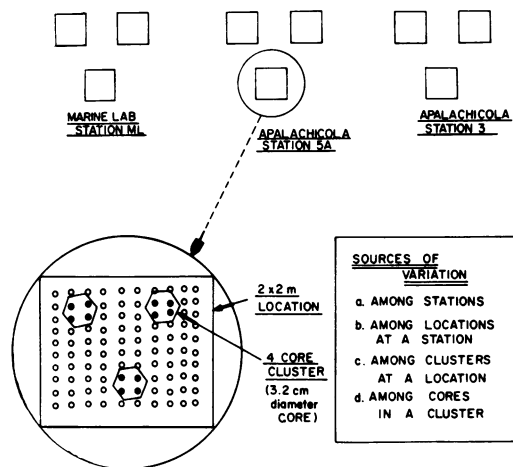 MARINE LAB
STATION ML
APALACHICOLA
STATION 5A
APALACHICOLA
STATION 3
2 x 2 m
LOCATION
4 CORE
CLUSTER
(3.2 cm
diameter
CORE)
SOURCES OF
VARIATION
a. AMONG STATIONS
b. AMONG LOCATIONS
AT A STATION
c. AMONG CLUSTERS
AT A LOCATION
d. AMONG CORES
IN A CLUSTER